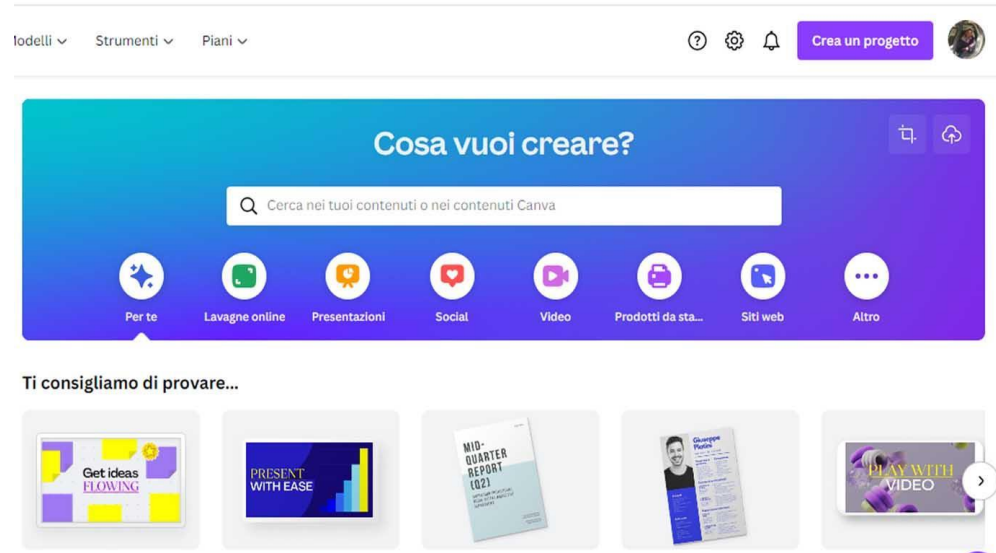 Strumenti
Piani
Crea un progetto
Cosa vuoi creare?
Cerca nei tuoi contenuti o nei contenuti Canva
Per te
Lavagne online
Presentazioni
Social
Video
Prodotti da sta...
Siti web
Altro
Ti consigliamo di provare...
Get ideas
FLOWING
PRESENT
WITH EASE
MID-
QUARTER
REPORT
(Q2)
Giuseppe
PLAY WITH
VIDEO